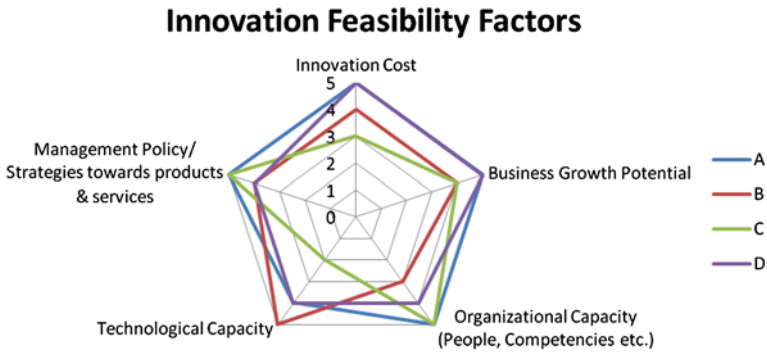 Innovation Feasibility Factors
Innovation Cost
5
4
3
2
1
0
Management Policy/
Strategies towards products
& services
Business Growth Potential
A
B
C
D
Technological Capacity
Organizational Capacity
(People, Competencies etc.)